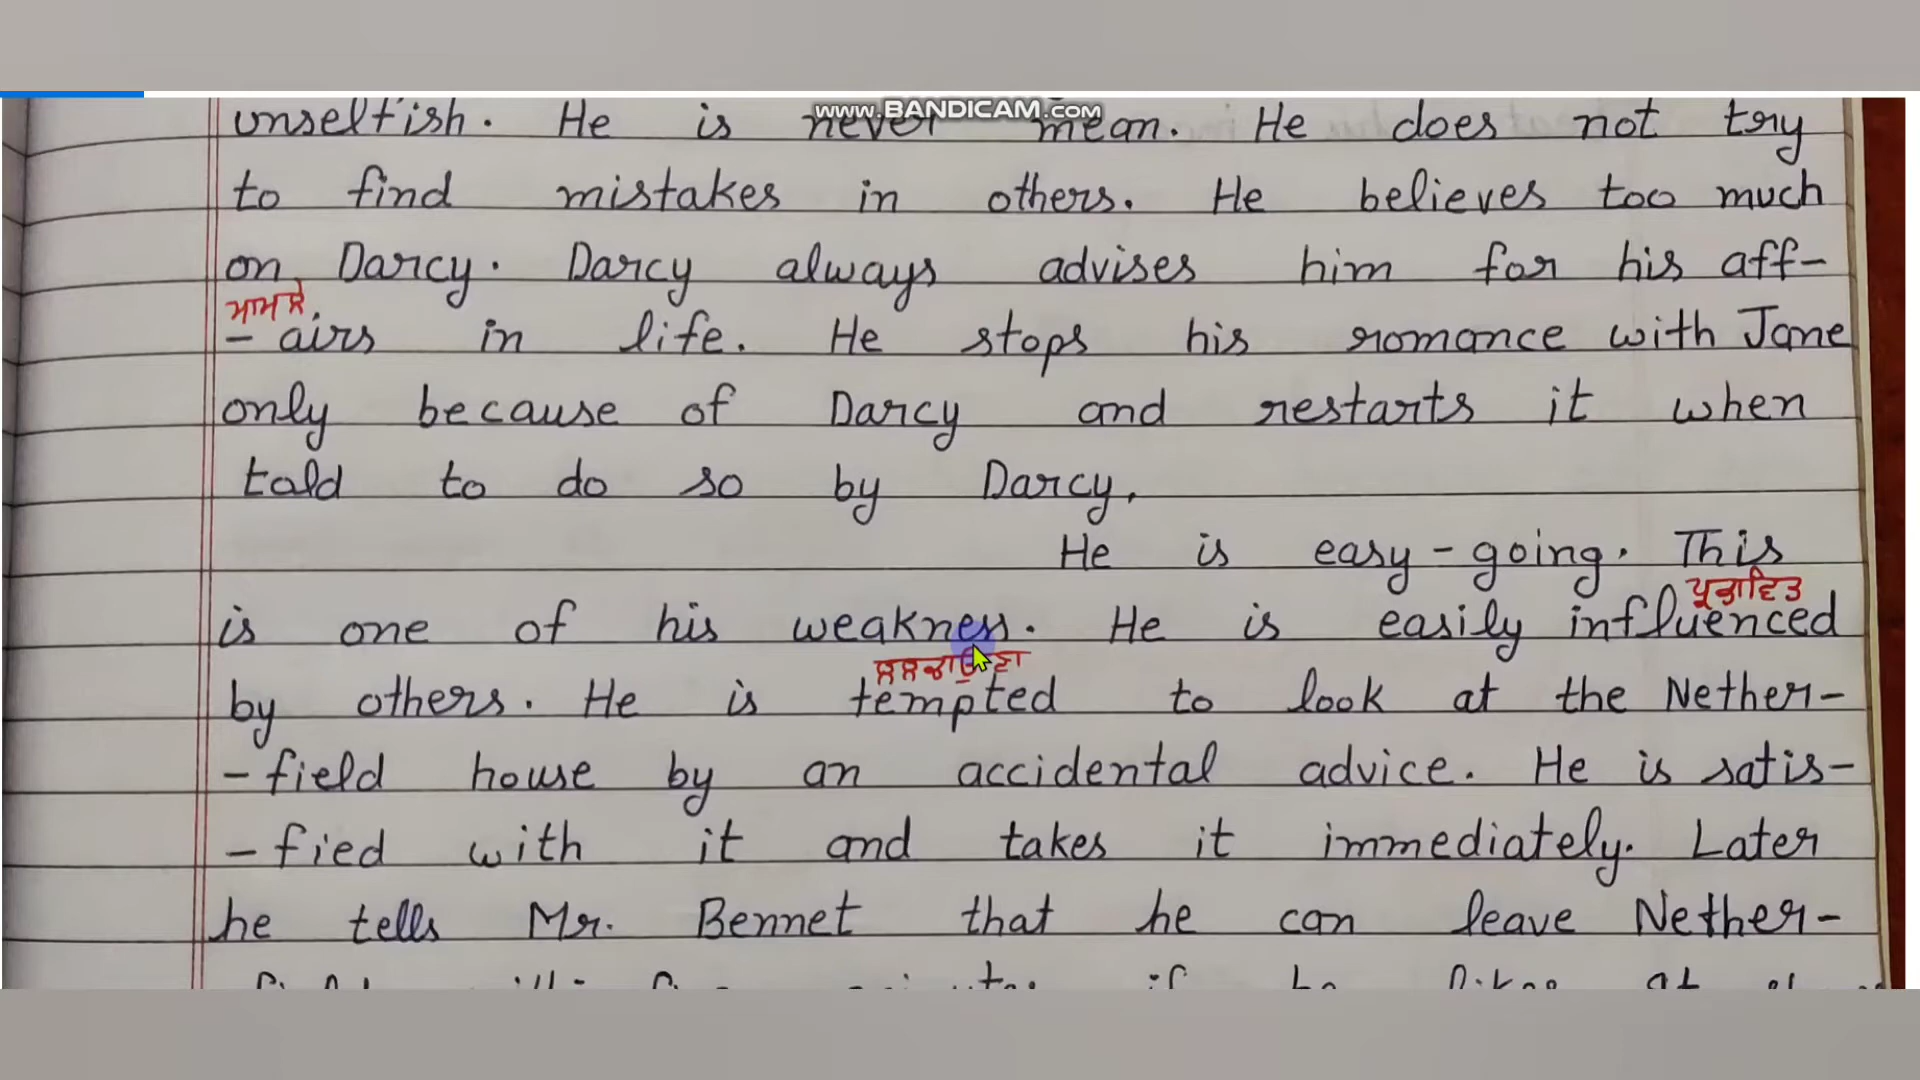 www.BANDICAM.com
unselfish. He is never mean. He does not try
to find mistakes in others. He believes too much
on Darcy. Darcy always advises him for his aff-
ਮਾਮਲੇ
- airs in life. He stops his romance with Jane
only because of Darcy and restarts it when
told to do so by Darcy.
He is easy-going. This
ਪ੍ਰਭਾਵਿਤ
is one of his weakness. He is easily influenced
by others. He is tempted to look at the Nether-
-field house by an accidental advice. He is satis-
-fied with it and takes it immediately. Later
he tells Mr. Bennet that he can leave Nether-